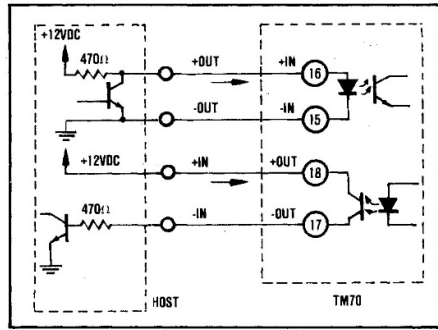 +12VDC
470Ω +OUT +IN 16
-OUT -IN 15
+12VDC +IN +OUT 18
470Ω -IN -OUT 17
HOST TM70